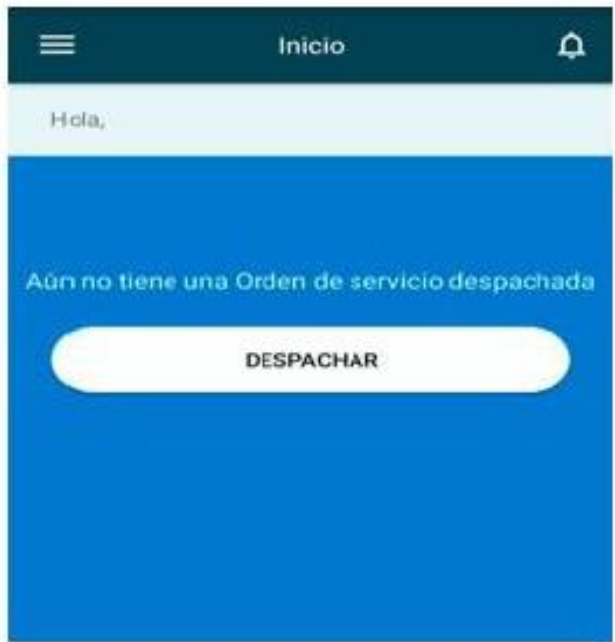 Inicio
Hola,
Aún no tiene una Orden de servicio despachada
DESPACHAR